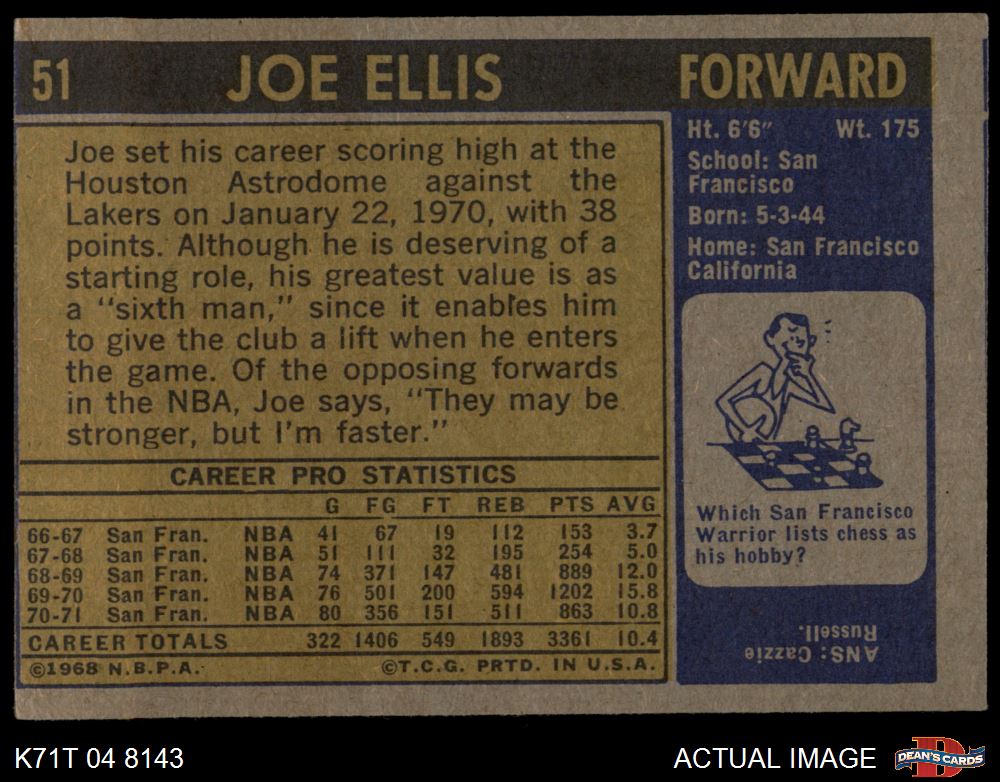 51 JOE ELLIS FORWARD
Joe set his career scoring high at the
Houston Astrodome against the
Lakers on January 22, 1970, with 38
points. Although he is deserving of a
starting role, his greatest value is as
a "sixth man," since it enables him
to give the club a lift when he enters
the game. Of the opposing forwards
in the NBA, Joe says, "They may be
stronger, but I'm faster."
CAREER PRO STATISTICS
G FG FT REB PTS AVG
66-67 San Fran. NBA 41 67 19 112 153 3.7
67-68 San Fran. NBA 51 111 32 195 254 5.0
68-69 San Fran. NBA 74 371 147 481 889 12.0
69-70 San Fran. NBA 76 501 200 594 1202 15.8
70-71 San Fran. NBA 80 356 151 511 863 10.8
CAREER TOTALS 322 1406 549 1893 3361 10.4
©1968 N.B.P.A. ©T.C.G. PRTD. IN U.S.A.
Ht. 6'6" Wt. 175
School: San
Francisco
Born: 5-3-44
Home: San Francisco
California
Which San Francisco
Warrior lists chess as
his hobby?
ANS: Cazzie
Russell.
K71T 04 8143 ACTUAL IMAGE
D
DEAN'S CARDS